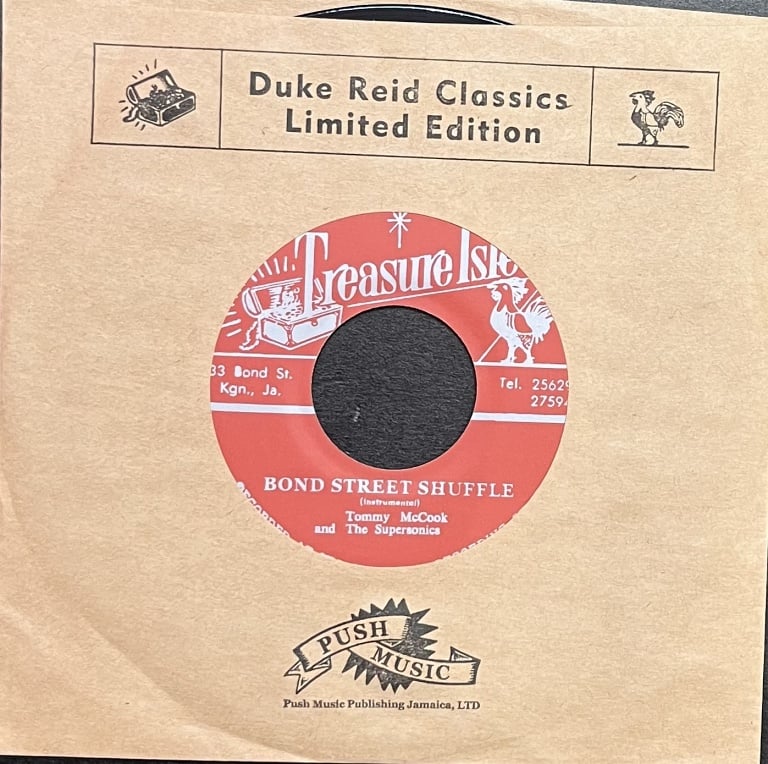 Duke Reid Classics
Limited Edition
Treasure Isle
33 Bond St.
Kgn., Ja.
Tel. 25629
2759
BOND STREET SHUFFLE
(Instrumental)
Tommy McCook
and The Supersonics
PUSH
MUSIC
Push Music Publishing Jamaica, LTD